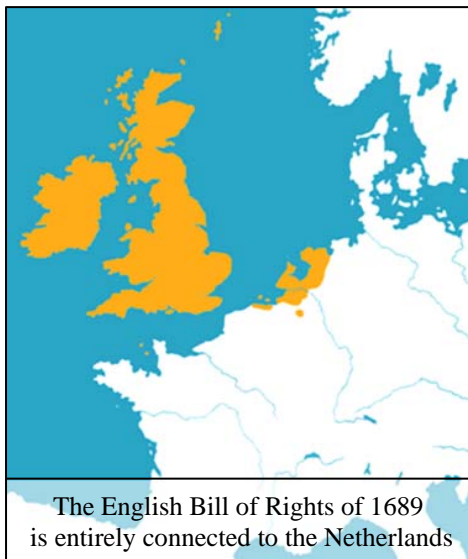 The English Bill of Rights of 1689
is entirely connected to the Netherlands